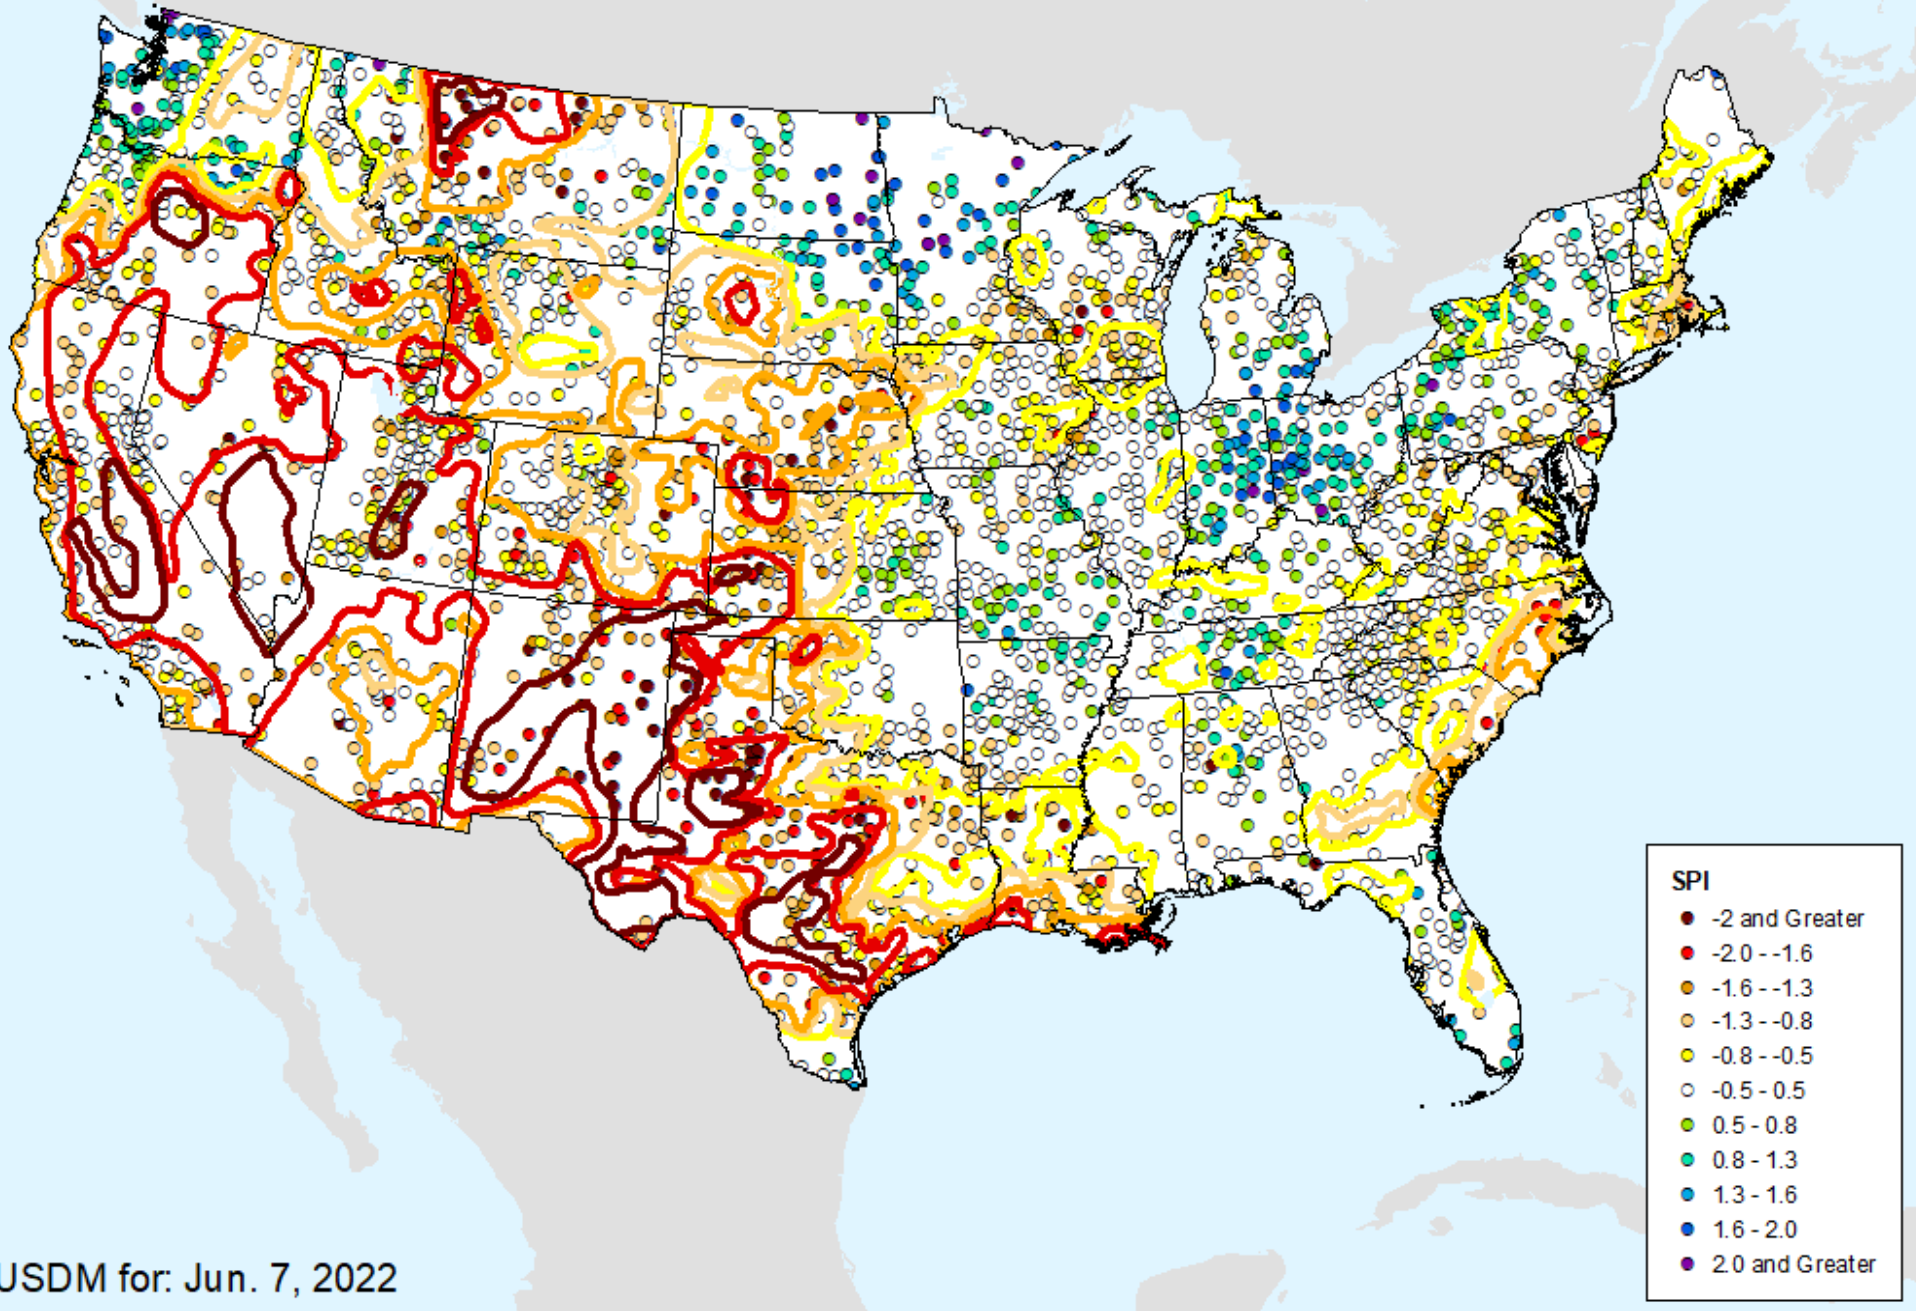 SPI
-2 and Greater
-2.0 - -1.6
-1.6 - -1.3
-1.3 - -0.8
-0.8 - -0.5
-0.5 - 0.5
0.5 - 0.8
0.8 - 1.3
1.3 - 1.6
1.6 - 2.0
2.0 and Greater
USDM for: Jun. 7, 2022